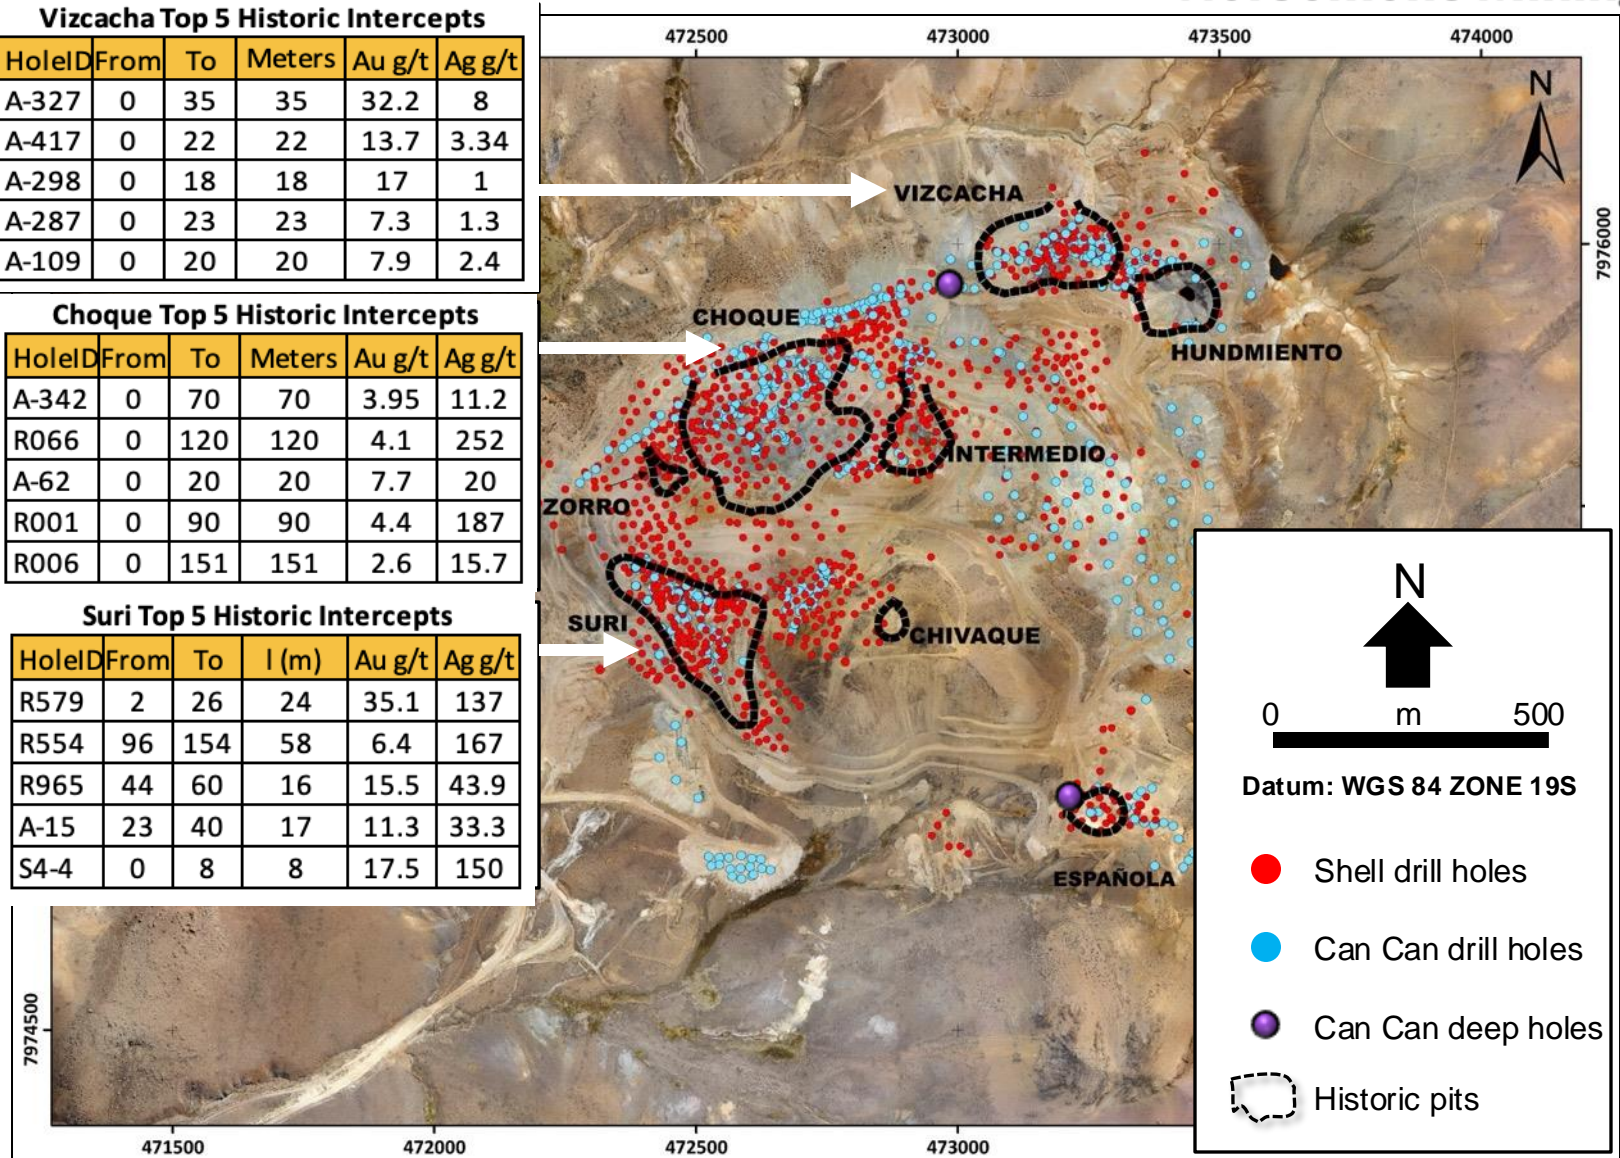 Vizcacha Top 5 Historic Intercepts
HoleID From To Meters Au g/t Ag g/t
A-327 0 35 35 32.2 8
A-417 0 22 22 13.7 3.34
A-298 0 18 18 17 1
A-287 0 23 23 7.3 1.3
A-109 0 20 20 7.9 2.4
Choque Top 5 Historic Intercepts
HoleID From To Meters Au g/t Ag g/t
A-342 0 70 70 3.95 11.2
R066 0 120 120 4.1 252
A-62 0 20 20 7.7 20
R001 0 90 90 4.4 187
R006 0 151 151 2.6 15.7
Suri Top 5 Historic Intercepts
HoleID From To l (m) Au g/t Ag g/t
R579 2 26 24 35.1 137
R554 96 154 58 6.4 167
R965 44 60 16 15.5 43.9
A-15 23 40 17 11.3 33.3
S4-4 0 8 8 17.5 150
472500 473000 473500 474000
N
7976000
VIZCACHA
CHOQUE
HUNDMIENTO
INTERMEDIO
ZORRO
SURI
CHIVAQUE
ESPAÑOLA
7974500
471500 472000 472500 473000
N
0 m 500
Datum: WGS 84 ZONE 19S
Shell drill holes
Can Can drill holes
Can Can deep holes
Historic pits